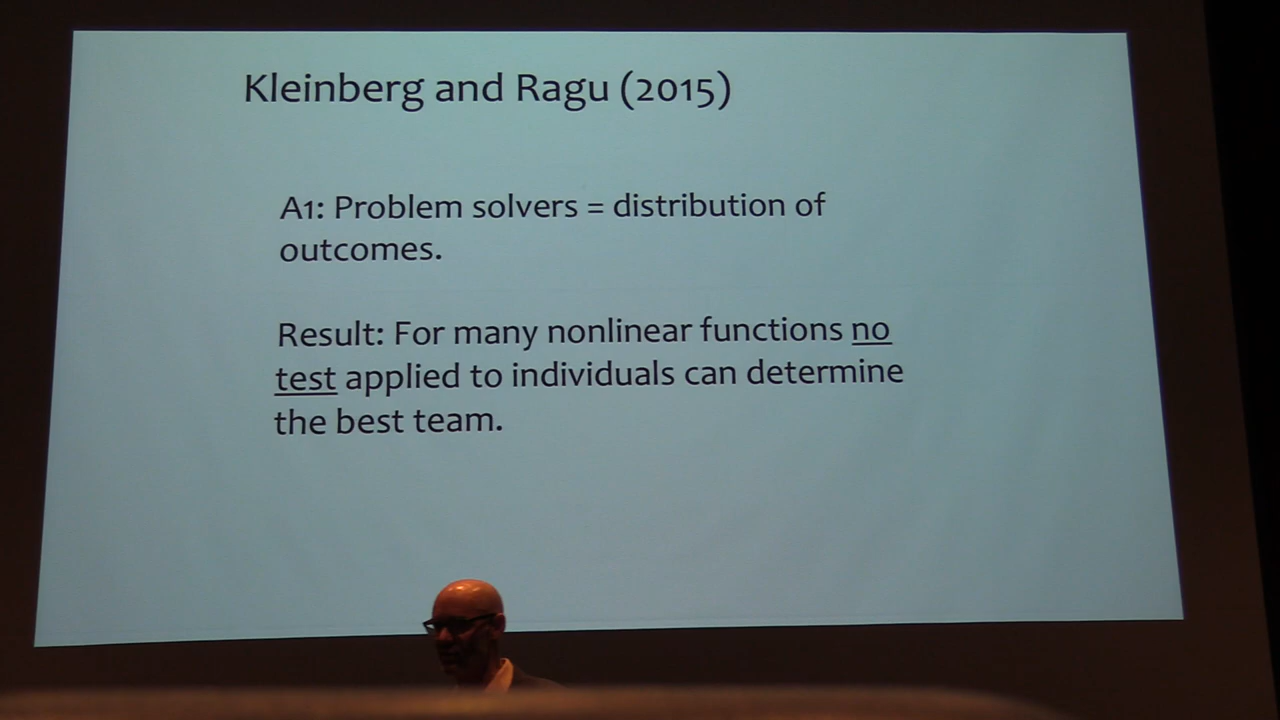 Kleinberg and Ragu (2015)
A1: Problem solvers = distribution of
outcomes.
Result: For many nonlinear functions no
test applied to individuals can determine
the best team.